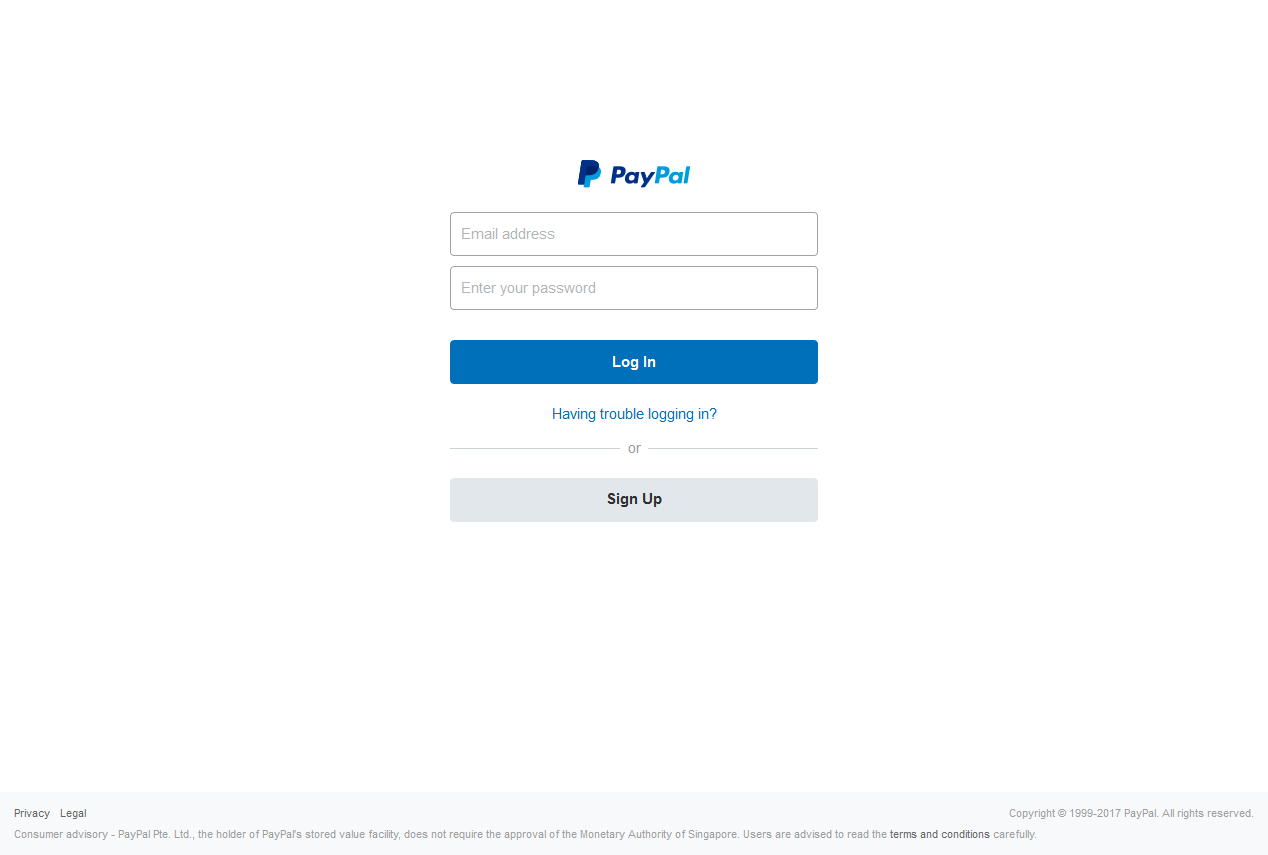 PayPal
Email address
Enter your password
Log In
Having trouble logging in?
or
Sign Up
Privacy Legal
Copyright © 1999-2017 PayPal. All rights reserved.
Consumer advisory - PayPal Pte. Ltd., the holder of PayPal's stored value facility, does not require the approval of the Monetary Authority of Singapore. Users are advised to read the terms and conditions carefully.